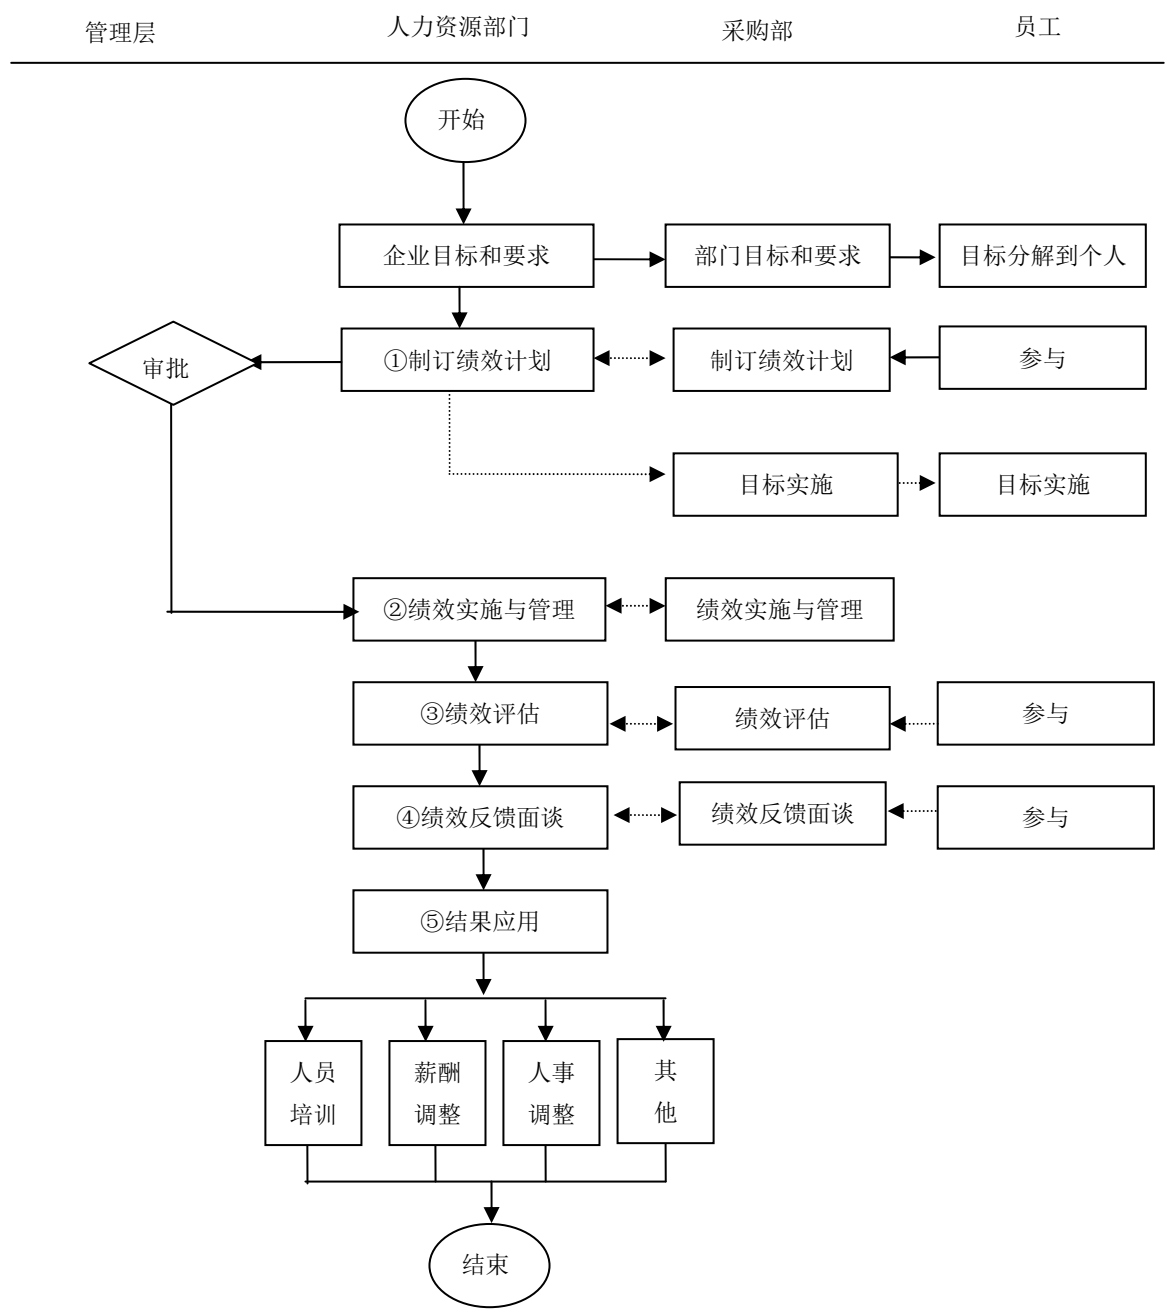 管理层
人力资源部门
采购部
员工
开始
企业目标和要求
部门目标和要求
目标分解到个人
审批
①制订绩效计划
制订绩效计划
参与
目标实施
目标实施
②绩效实施与管理
绩效实施与管理
③绩效评估
绩效评估
参与
④绩效反馈面谈
绩效反馈面谈
参与
⑤结果应用
人员
培训
薪酬
调整
人事
调整
其
他
结束